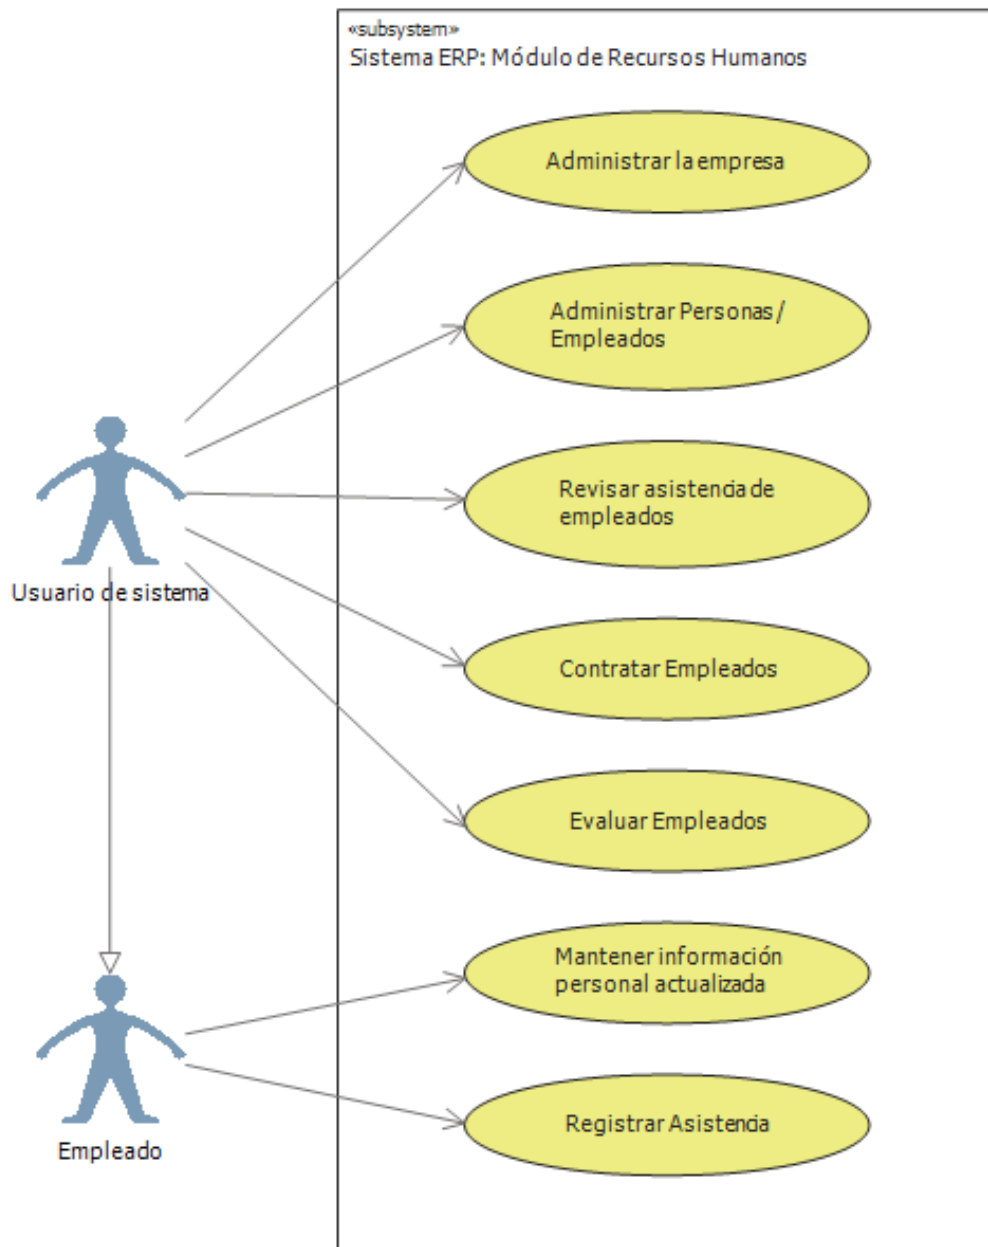 «subsystem»
Sistema ERP: Módulo de Recursos Humanos
Administrar la empresa
Administrar Personas/
Empleados
Revisar asistencia de
empleados
Usuario de sistema
Contratar Empleados
Evaluar Empleados
Mantener información
personal actualizada
Registrar Asistencia
Empleado